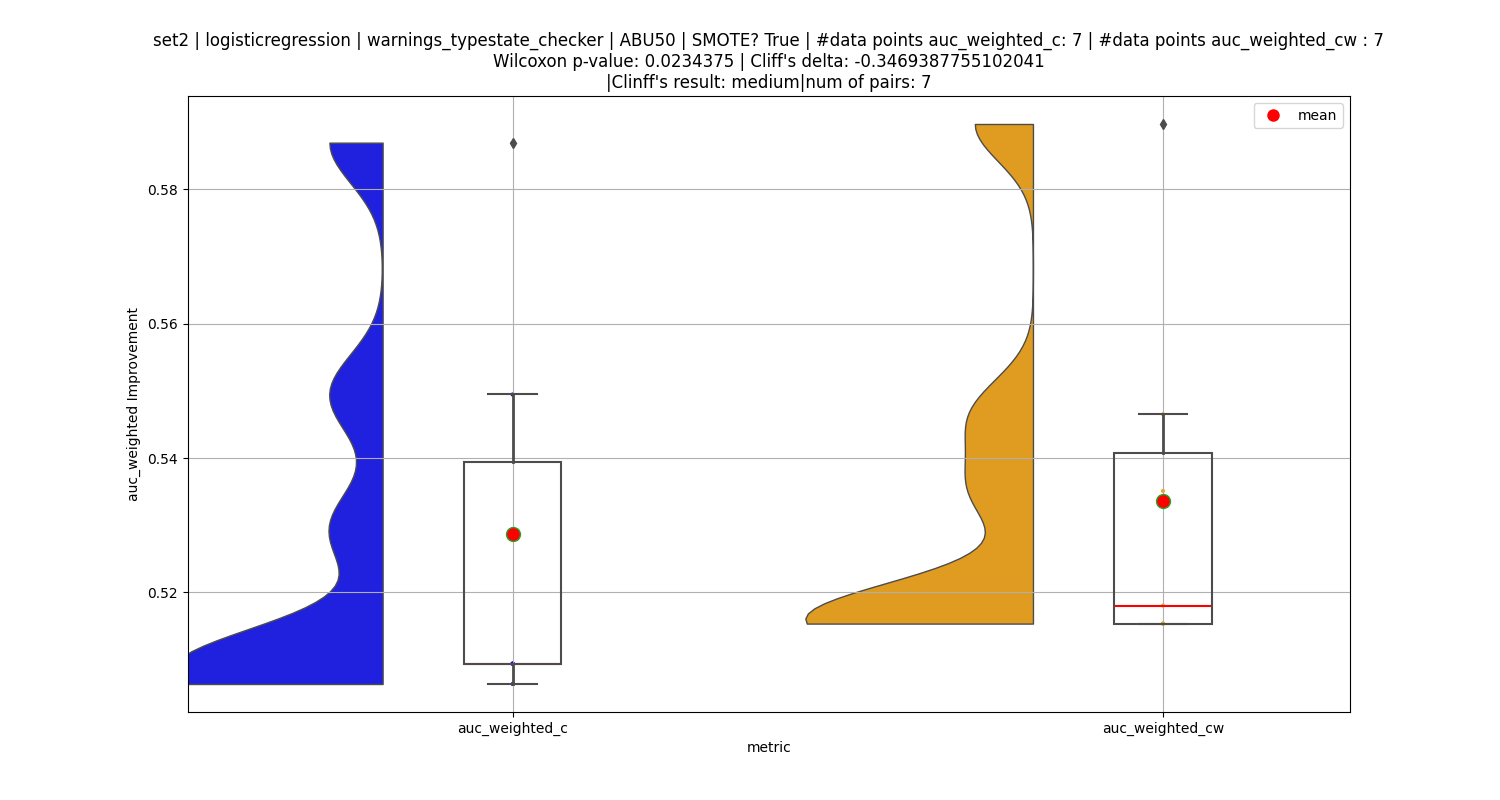 set2 | logisticregression | warnings_typestate_checker | ABU50 | SMOTE? True | #data points auc_weighted_c: 7 | #data points auc_weighted_cw : 7
Wilcoxon p-value: 0.0234375 | Cliff's delta: -0.3469387755102041
|Clinff's result: medium|num of pairs: 7
mean
0.58
0.56
0.54
0.52
auc_weighted Improvement
auc_weighted_c
auc_weighted_cw
metric